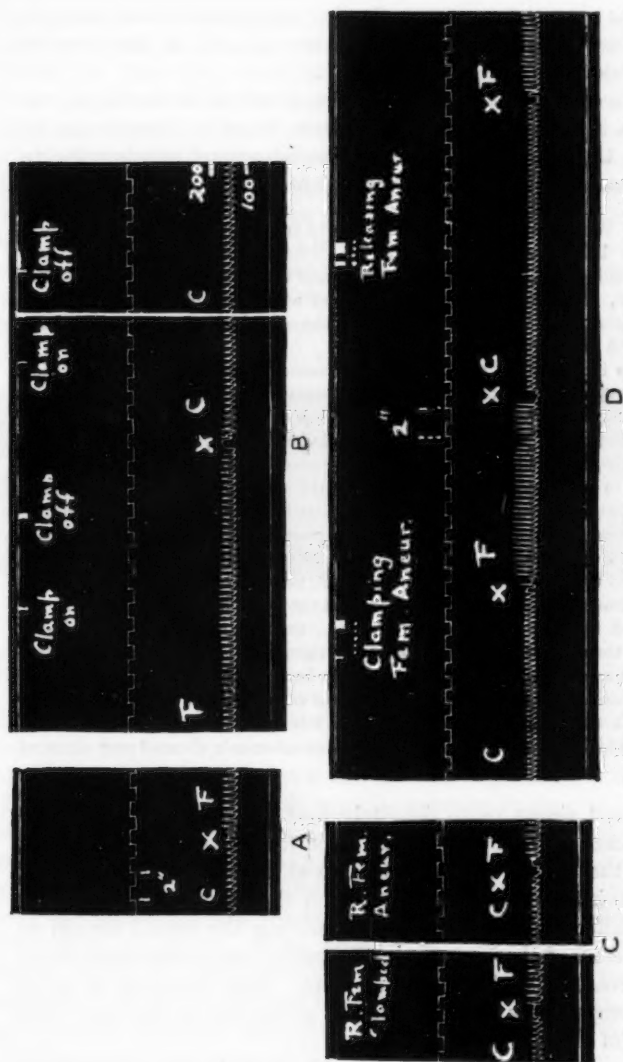 2"
C X F
A
Clamp
on
Clamp
off
Clamp
on
Clamp
off
F X C C
200
100
B
R. Fem
lamped
C X F
R. Fem.
Aneur.
C X F
C
Clamping
Fem. Aneur.
2"
Releasing
Fem Aneur.
C X F X C X F
D